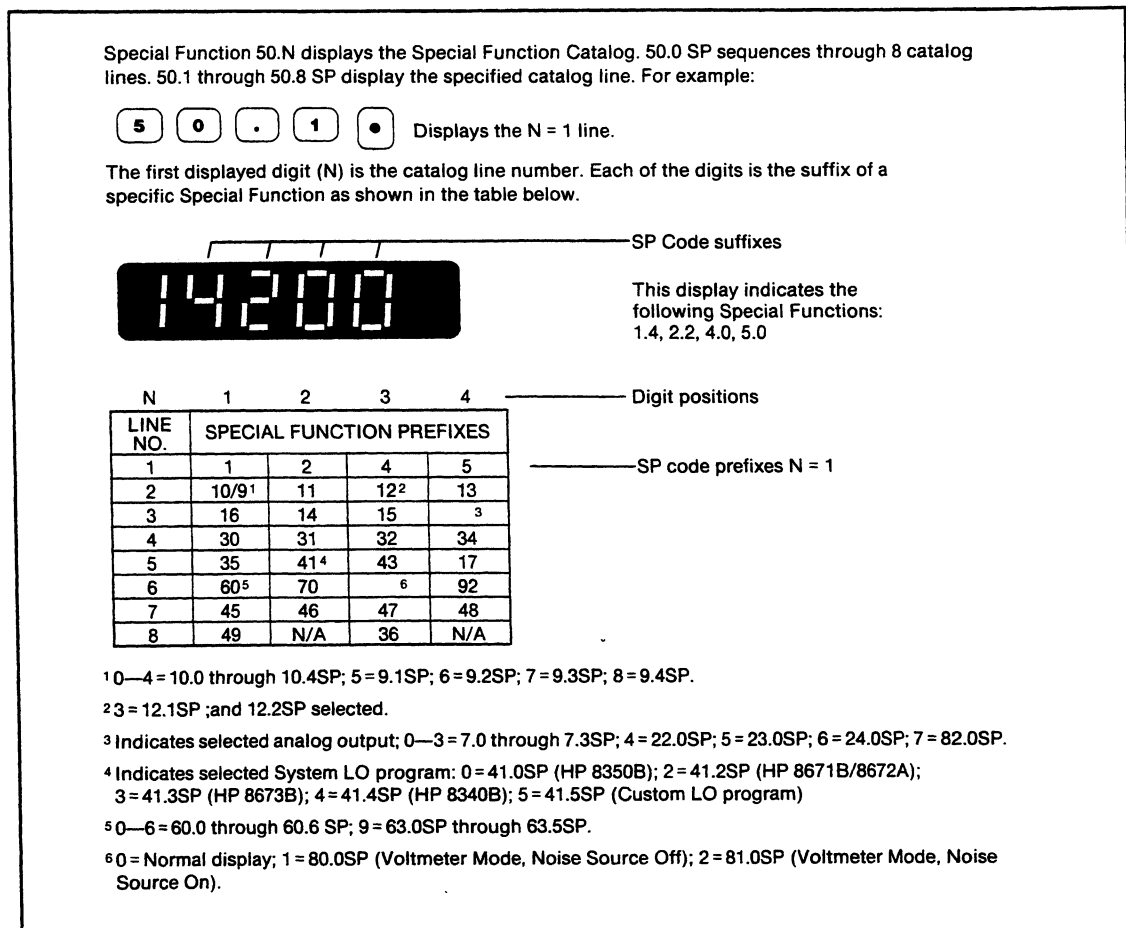 Special Function 50.N displays the Special Function Catalog. 50.0 SP sequences through 8 catalog
lines. 50.1 through 50.8 SP display the specified catalog line. For example:
5 0 . 1 ● Displays the N = 1 line.
The first displayed digit (N) is the catalog line number. Each of the digits is the suffix of a
specific Special Function as shown in the table below.
SP Code suffixes
14200
This display indicates the
following Special Functions:
1.4, 2.2, 4.0, 5.0
N 1 2 3 4 Digit positions
LINE NO. SPECIAL FUNCTION PREFIXES
1 1 2 4 5 SP code prefixes N = 1
2 10/9¹ 11 12² 13
3 16 14 15 ³
4 30 31 32 34
5 35 41⁴ 43 17
6 60⁵ 70 ⁶ 92
7 45 46 47 48
8 49 N/A 36 N/A
¹ 0—4 = 10.0 through 10.4SP; 5 = 9.1SP; 6 = 9.2SP; 7 = 9.3SP; 8 = 9.4SP.
² 3 = 12.1SP ;and 12.2SP selected.
³ Indicates selected analog output; 0—3 = 7.0 through 7.3SP; 4 = 22.0SP; 5 = 23.0SP; 6 = 24.0SP; 7 = 82.0SP.
⁴ Indicates selected System LO program: 0 = 41.0SP (HP 8350B); 2 = 41.2SP (HP 8671B/8672A);
3 = 41.3SP (HP 8673B); 4 = 41.4SP (HP 8340B); 5 = 41.5SP (Custom LO program)
⁵ 0—6 = 60.0 through 60.6 SP; 9 = 63.0SP through 63.5SP.
⁶ 0 = Normal display; 1 = 80.0SP (Voltmeter Mode, Noise Source Off); 2 = 81.0SP (Voltmeter Mode, Noise
Source On).